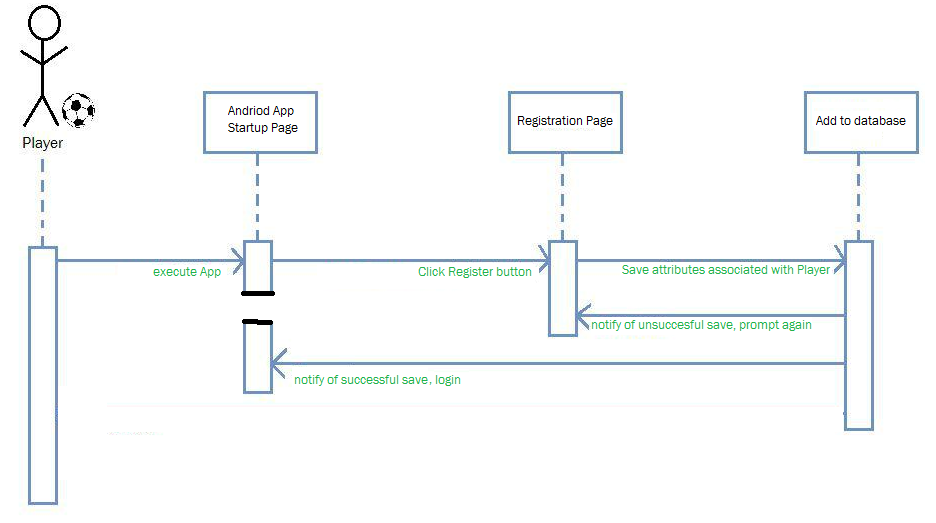 Player
Andriod App
Startup Page
Registration Page
Add to database
execute App
Click Register button
Save attributes associated with Player
notify of unsuccesful save, prompt again
notify of successful save, login